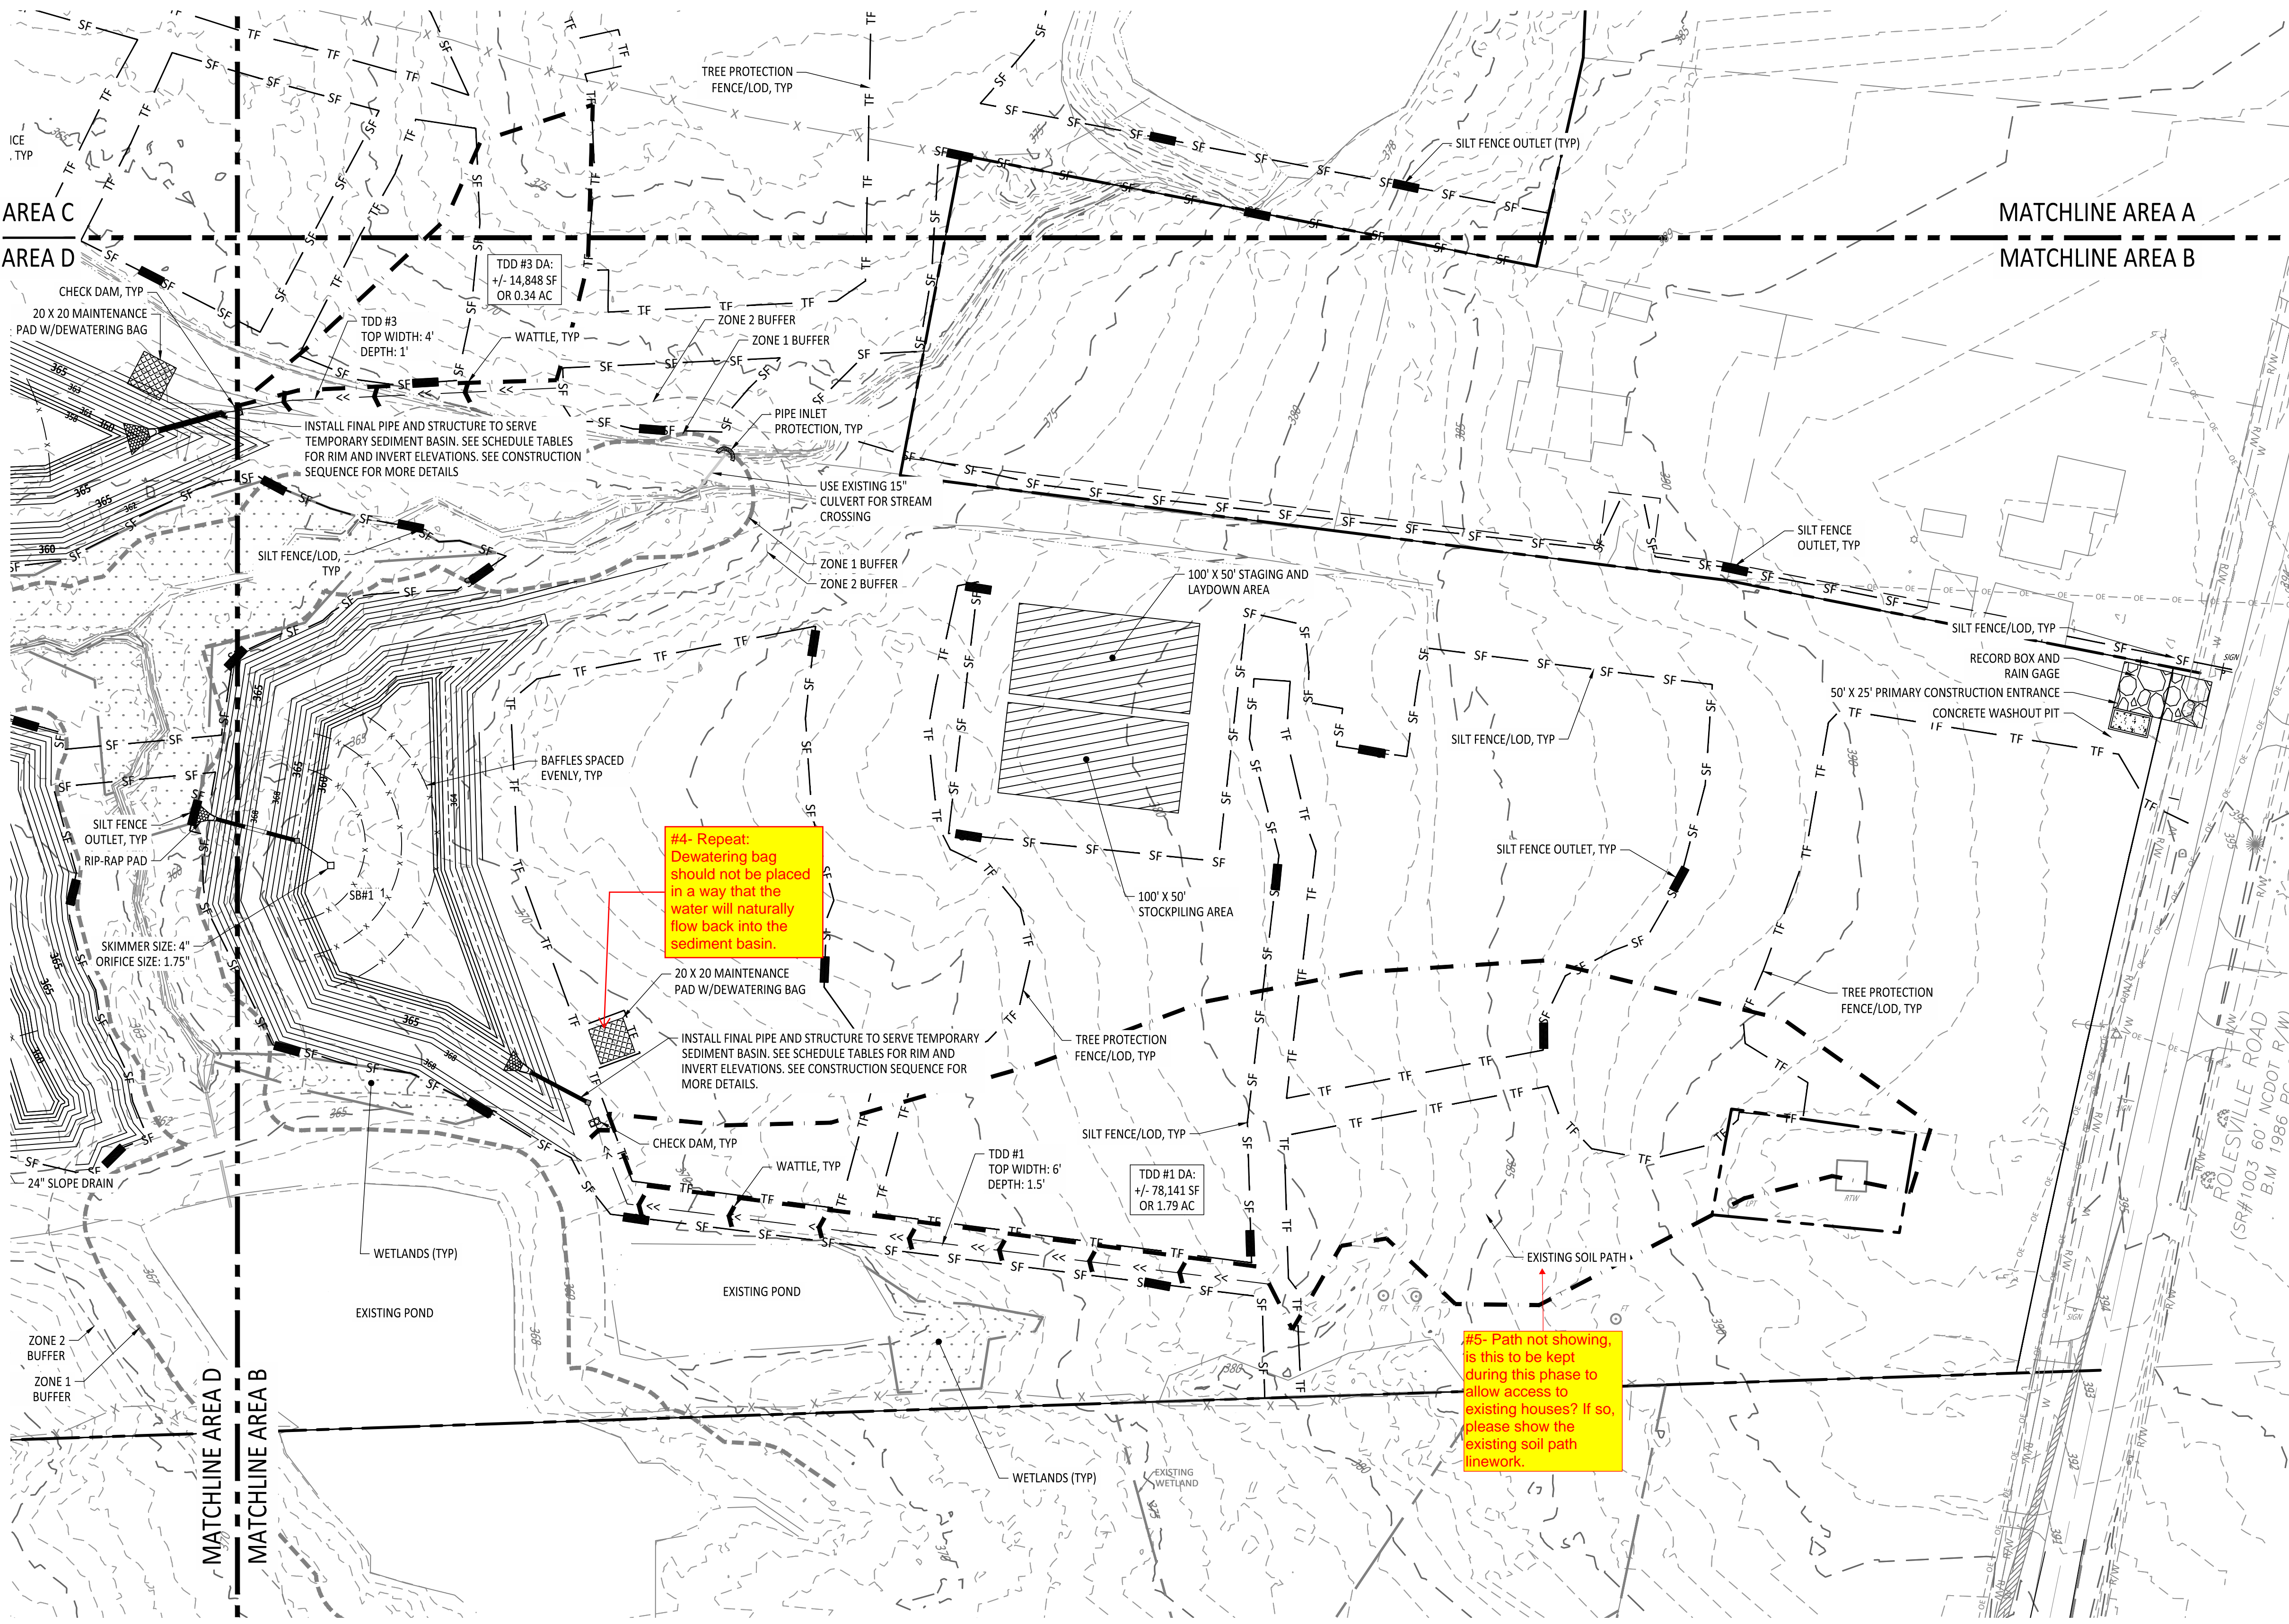 TREE PROTECTION
FENCE/LOD, TYP
SILT FENCE OUTLET (TYP)
TYP
AREA C
AREA D
MATCHLINE AREA A
MATCHLINE AREA B
TDD #3 DA:
+/- 14,848 SF
OR 0.34 AC
CHECK DAM, TYP
20 X 20 MAINTENANCE
PAD W/DEWATERING BAG
TDD #3
TOP WIDTH: 4'
DEPTH: 1'
WATTLE, TYP
ZONE 2 BUFFER
ZONE 1 BUFFER
INSTALL FINAL PIPE AND STRUCTURE TO SERVE
TEMPORARY SEDIMENT BASIN. SEE SCHEDULE TABLES
FOR RIM AND INVERT ELEVATIONS. SEE CONSTRUCTION
SEQUENCE FOR MORE DETAILS
PIPE INLET
PROTECTION, TYP
USE EXISTING 15"
CULVERT FOR STREAM
CROSSING
SILT FENCE/LOD,
TYP
ZONE 1 BUFFER
ZONE 2 BUFFER
100' X 50' STAGING AND
LAYDOWN AREA
SILT FENCE
OUTLET, TYP
SILT FENCE/LOD, TYP
SIGN
RECORD BOX AND
RAIN GAGE
50' X 25' PRIMARY CONSTRUCTION ENTRANCE
CONCRETE WASHOUT PIT
SILT FENCE/LOD, TYP
BAFFLES SPACED
EVENLY, TYP
SILT FENCE
OUTLET, TYP
RIP-RAP PAD
SB#1
SKIMMER SIZE: 4"
ORIFICE SIZE: 1.75"
#4- Repeat:
Dewatering bag
should not be placed
in a way that the
water will naturally
flow back into the
sediment basin.
100' X 50'
STOCKPILING AREA
SILT FENCE OUTLET, TYP
20 X 20 MAINTENANCE
PAD W/DEWATERING BAG
INSTALL FINAL PIPE AND STRUCTURE TO SERVE TEMPORARY
SEDIMENT BASIN. SEE SCHEDULE TABLES FOR RIM AND
INVERT ELEVATIONS. SEE CONSTRUCTION SEQUENCE FOR
MORE DETAILS.
TREE PROTECTION
FENCE/LOD, TYP
TREE PROTECTION
FENCE/LOD, TYP
CHECK DAM, TYP
WATTLE, TYP
SILT FENCE/LOD, TYP
TDD #1
TOP WIDTH: 6'
DEPTH: 1.5'
TDD #1 DA:
+/- 78,141 SF
OR 1.79 AC
24" SLOPE DRAIN
WETLANDS (TYP)
RTW
EXISTING SOIL PATH
EXISTING POND
EXISTING POND
ZONE 2
BUFFER
ZONE 1
BUFFER
#5- Path not showing,
is this to be kept
during this phase to
allow access to
existing houses? If so,
please show the
existing soil path
linework.
WETLANDS (TYP)
EXISTING
WETLAND
MATCHLINE AREA D
MATCHLINE AREA B
ROLESVILLE ROAD
(SR#1003 60' NCDOT R/W)
B.M 1986 PG
SIGN